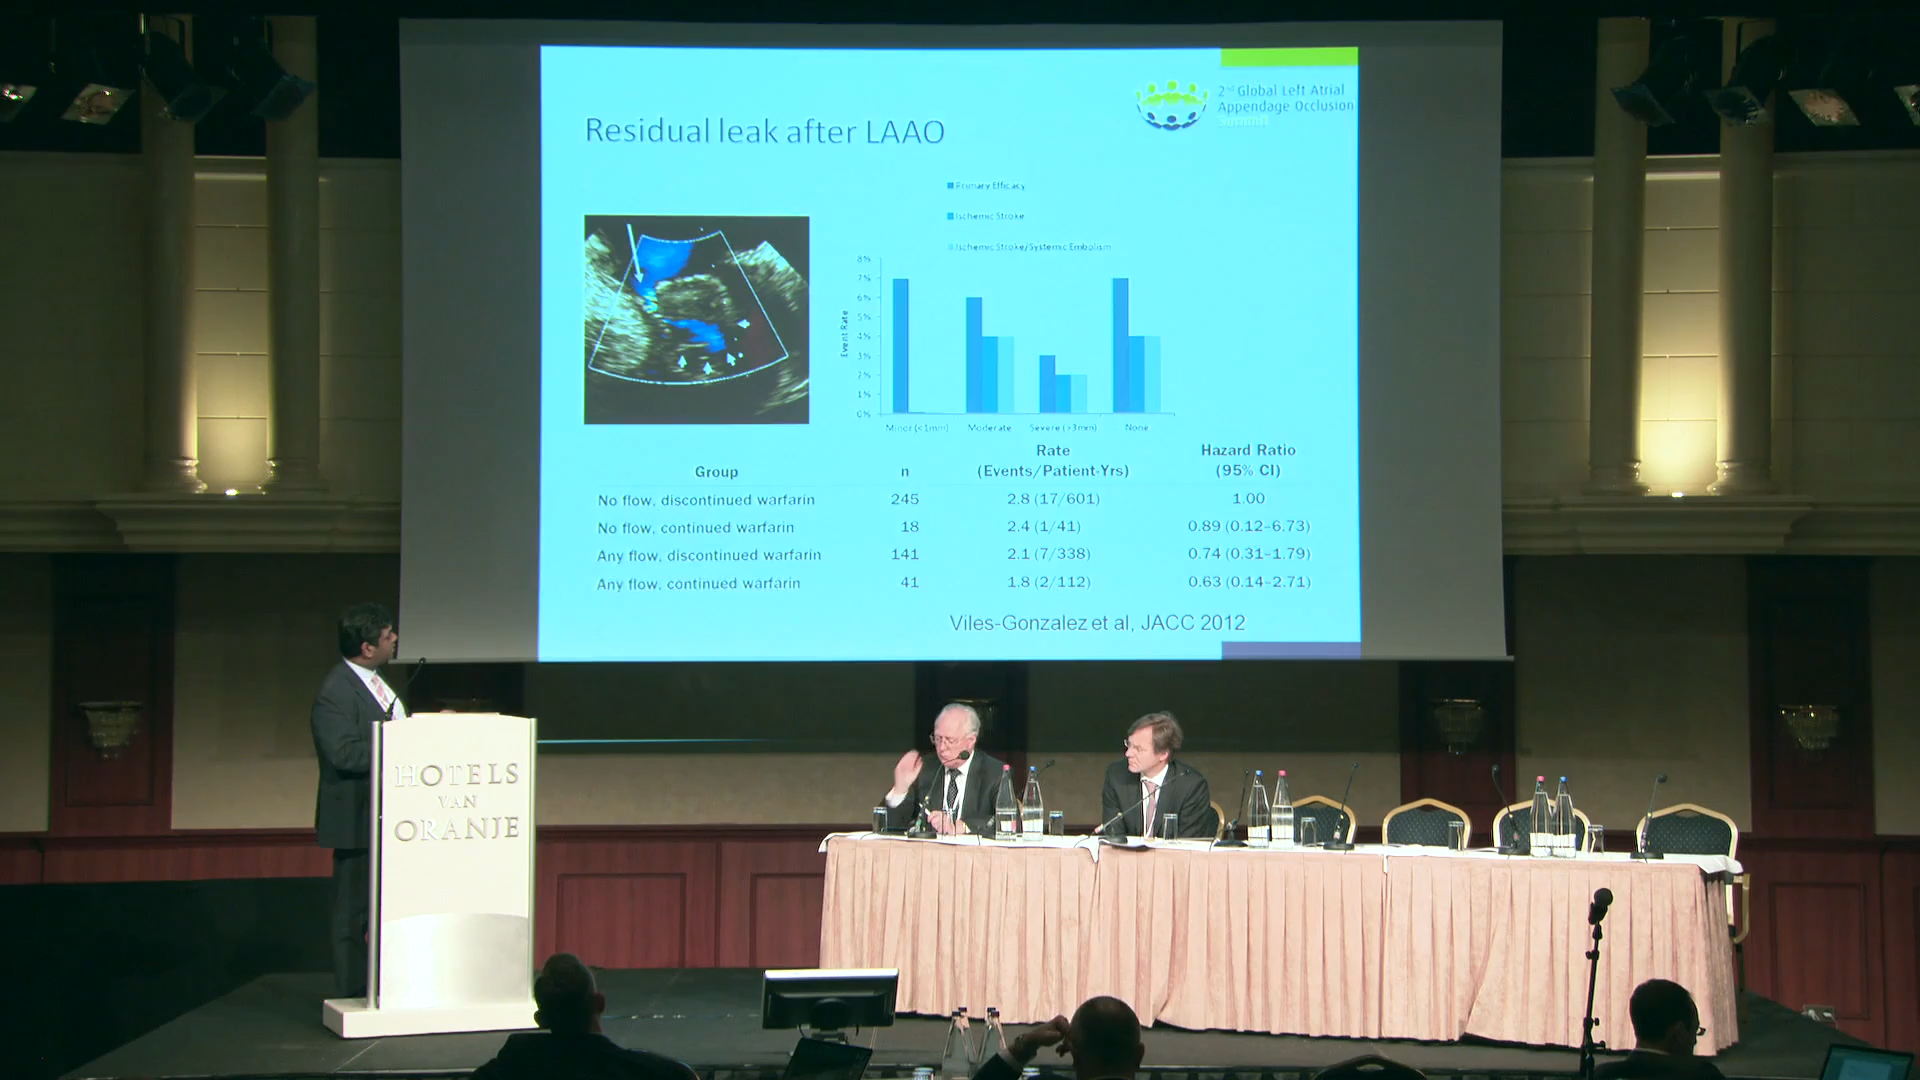 2nd Global Left Atrial
Appendage Occlusion
Summit
Residual leak after LAAO
Primary Efficacy
Ischemic Stroke
Ischemic Stroke/Systemic Embolism
8%
7%
6%
5%
4%
3%
2%
1%
0%
Event Rate
Minor (<1mm) Moderate Severe (>3mm) None
Group n Rate (Events/Patient-Yrs) Hazard Ratio (95% CI)
No flow, discontinued warfarin 245 2.8 (17/601) 1.00
No flow, continued warfarin 18 2.4 (1/41) 0.89 (0.12–6.73)
Any flow, discontinued warfarin 141 2.1 (7/338) 0.74 (0.31–1.79)
Any flow, continued warfarin 41 1.8 (2/112) 0.63 (0.14–2.71)
Viles-Gonzalez et al, JACC 2012
HOTELS
VAN
ORANJE